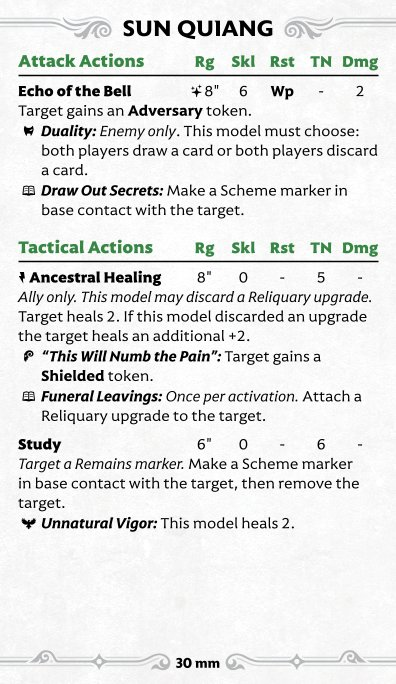 SUN QUIANG
Attack Actions Rg Skl Rst TN Dmg
Echo of the Bell 8" 6 Wp - 2
Target gains an Adversary token.
Duality: Enemy only. This model must choose:
both players draw a card or both players discard
a card.
Draw Out Secrets: Make a Scheme marker in
base contact with the target.
Tactical Actions Rg Skl Rst TN Dmg
Ancestral Healing 8" 0 - 5 -
Ally only. This model may discard a Reliquary upgrade.
Target heals 2. If this model discarded an upgrade
the target heals an additional +2.
“This Will Numb the Pain”: Target gains a
Shielded token.
Funeral Leavings: Once per activation. Attach a
Reliquary upgrade to the target.
Study 6" 0 - 6 -
Target a Remains marker. Make a Scheme marker
in base contact with the target, then remove the
target.
Unnatural Vigor: This model heals 2.
30 mm